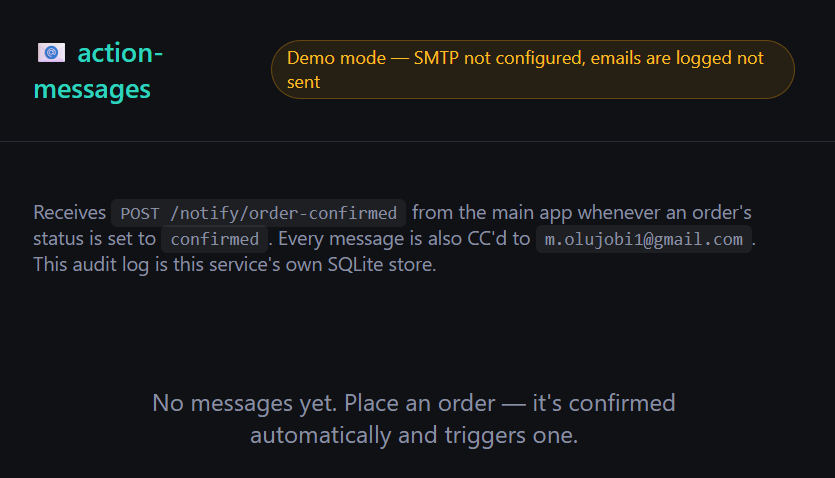 action-
messages
Demo mode — SMTP not configured, emails are logged not
sent
Receives POST /notify/order-confirmed from the main app whenever an order's
status is set to confirmed. Every message is also CC'd to m.olujobi1@gmail.com.
This audit log is this service's own SQLite store.
No messages yet. Place an order — it's confirmed
automatically and triggers one.